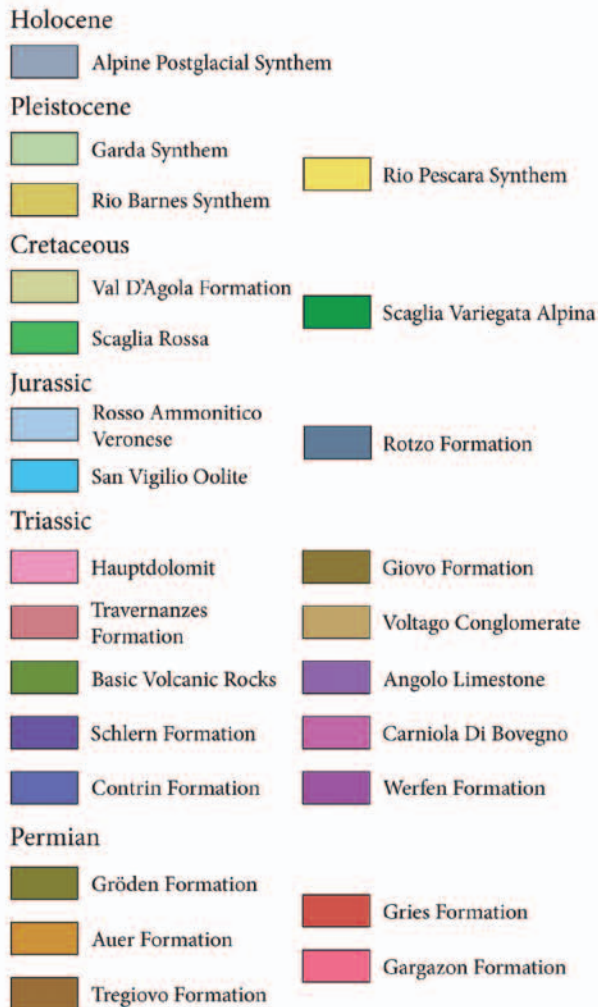 Holocene
Alpine Postglacial Synthem
Pleistocene
Garda Synthem
Rio Barnes Synthem
Rio Pescara Synthem
Cretaceous
Val D'Agola Formation
Scaglia Rossa
Scaglia Variegata Alpina
Jurassic
Rosso Ammonitico
Veronese
San Vigilio Oolite
Rotzo Formation
Triassic
Hauptdolomit
Travernanzes
Formation
Basic Volcanic Rocks
Schlern Formation
Contrin Formation
Giovo Formation
Voltago Conglomerate
Angolo Limestone
Carniola Di Bovegno
Werfen Formation
Permian
Gröden Formation
Auer Formation
Tregiovo Formation
Gries Formation
Gargazon Formation